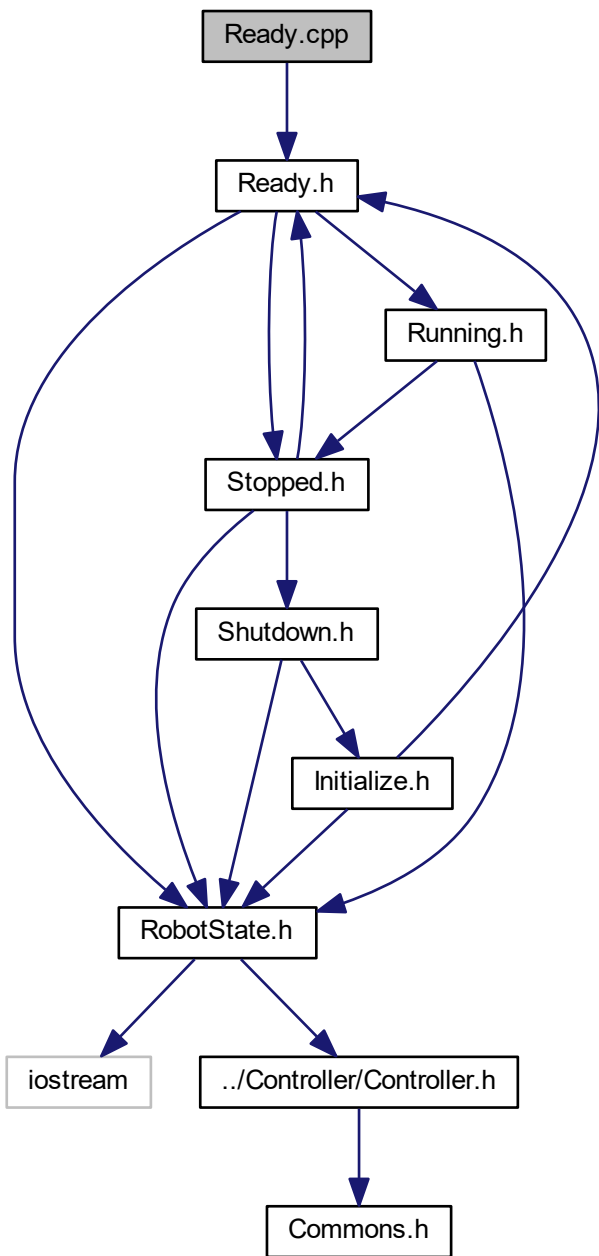 Ready.cpp
Ready.h
Running.h
Stopped.h
Shutdown.h
Initialize.h
RobotState.h
iostream
../Controller/Controller.h
Commons.h